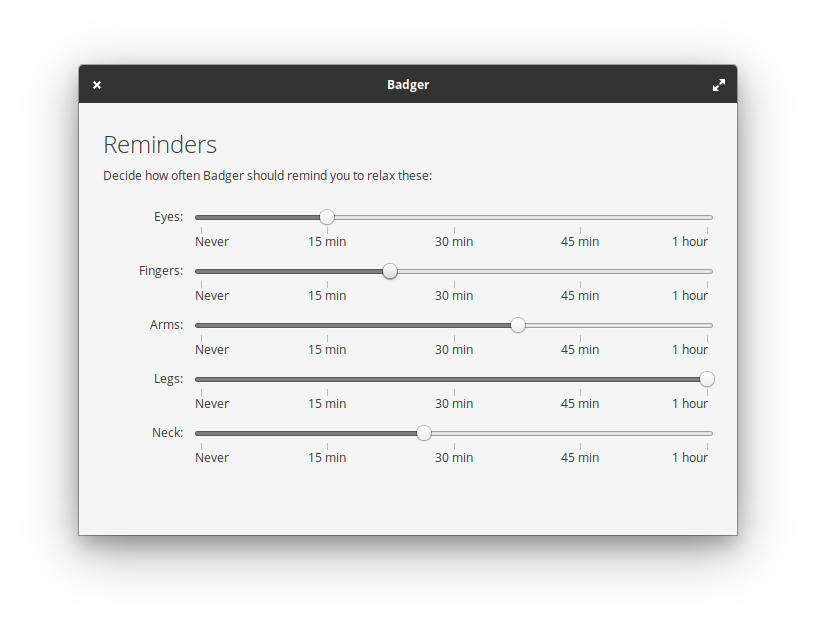 Badger
Reminders
Decide how often Badger should remind you to relax these:
Eyes:
Never 15 min 30 min 45 min 1 hour
Fingers:
Never 15 min 30 min 45 min 1 hour
Arms:
Never 15 min 30 min 45 min 1 hour
Legs:
Never 15 min 30 min 45 min 1 hour
Neck:
Never 15 min 30 min 45 min 1 hour